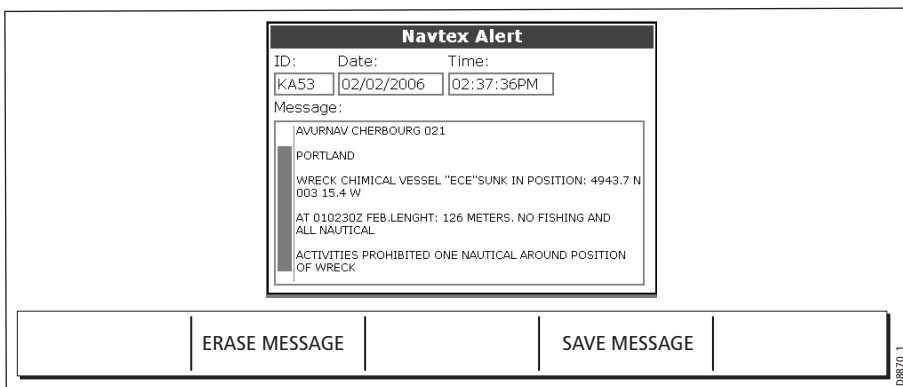 Navtex Alert
ID: Date: Time:
KA53 02/02/2006 02:37:36PM
Message:
AVURNAV CHERBOURG 021
PORTLAND
WRECK CHIMICAL VESSEL "ECE"SUNK IN POSITION: 4943.7 N
003 15.4 W
AT 010230Z FEB.LENGHT: 126 METERS. NO FISHING AND
ALL NAUTICAL
ACTIVITIES PROHIBITED ONE NAUTICAL AROUND POSITION
OF WRECK
ERASE MESSAGE SAVE MESSAGE
D8870_1